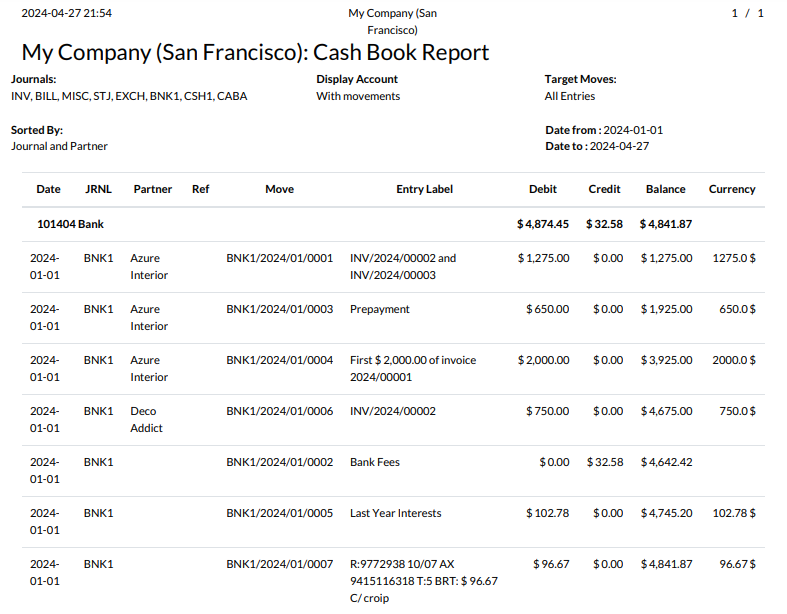 2024-04-27 21:54 My Company (San 1 / 1
Francisco)
My Company (San Francisco): Cash Book Report
Journals: Display Account Target Moves:
INV, BILL, MISC, STJ, EXCH, BNK1, CSH1, CABA With movements All Entries
Sorted By: Date from : 2024-01-01
Journal and Partner Date to : 2024-04-27
Date JRNL Partner Ref Move Entry Label Debit Credit Balance Currency
101404 Bank $ 4,874.45 $ 32.58 $ 4,841.87
2024- BNK1 Azure BNK1/2024/01/0001 INV/2024/00002 and $ 1,275.00 $ 0.00 $ 1,275.00 1275.0 $
01-01 Interior INV/2024/00003
2024- BNK1 Azure BNK1/2024/01/0003 Prepayment $ 650.00 $ 0.00 $ 1,925.00 650.0 $
01-01 Interior
2024- BNK1 Azure BNK1/2024/01/0004 First $ 2,000.00 of invoice $ 2,000.00 $ 0.00 $ 3,925.00 2000.0 $
01-01 Interior 2024/00001
2024- BNK1 Deco BNK1/2024/01/0006 INV/2024/00002 $ 750.00 $ 0.00 $ 4,675.00 750.0 $
01-01 Addict
2024- BNK1 BNK1/2024/01/0002 Bank Fees $ 0.00 $ 32.58 $ 4,642.42
01-01
2024- BNK1 BNK1/2024/01/0005 Last Year Interests $ 102.78 $ 0.00 $ 4,745.20 102.78 $
01-01
2024- BNK1 BNK1/2024/01/0007 R:9772938 10/07 AX $ 96.67 $ 0.00 $ 4,841.87 96.67 $
01-01 9415116318 T:5 BRT: $ 96.67
C/ croip